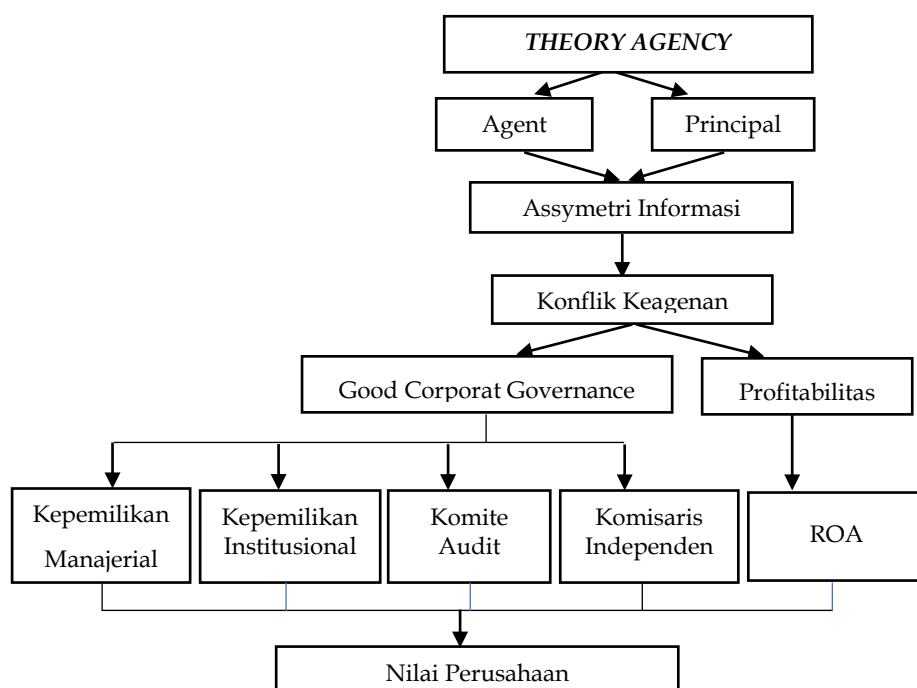 THEORY AGENCY
Agent
Principal
Assymetri Informasi
Konflik Keagenan
Good Corporat Governance
Profitabilitas
Kepemilikan
Manajerial
Kepemilikan
Institusional
Komite
Audit
Komisaris
Independen
ROA
Nilai Perusahaan